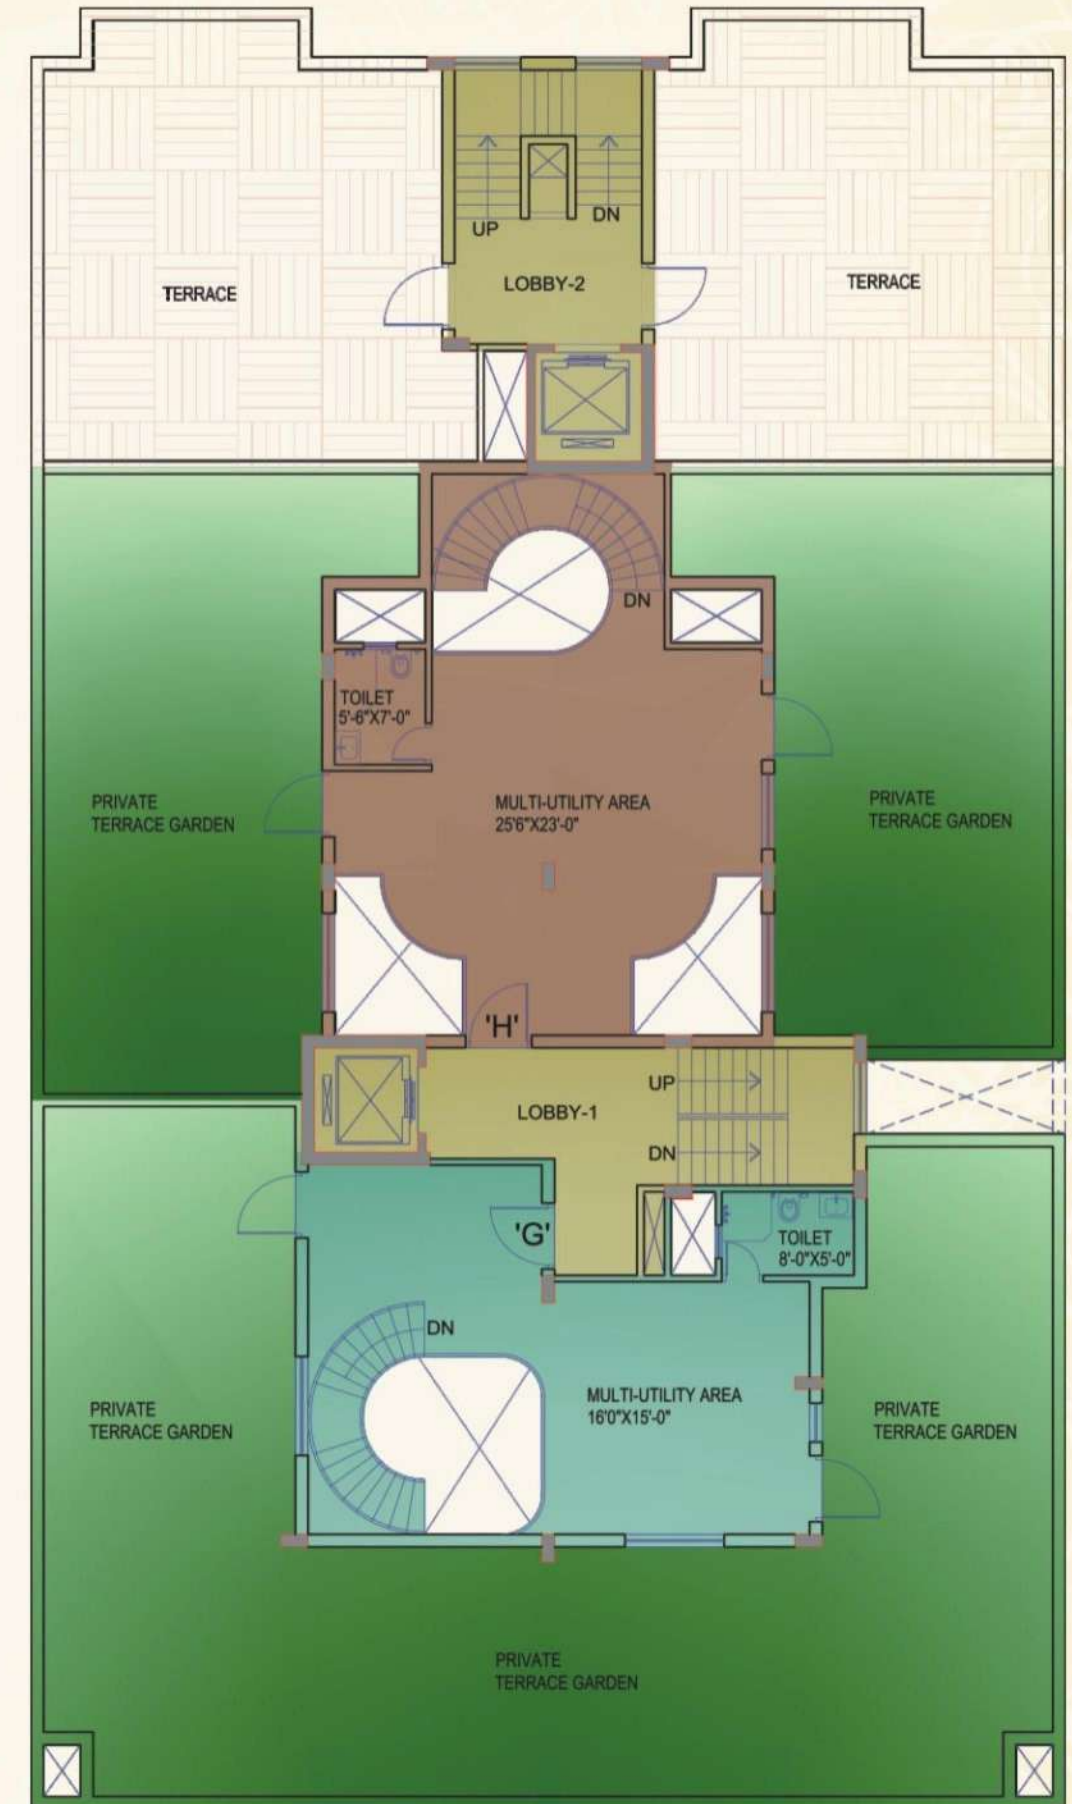 UP
DN
LOBBY-2
TERRACE
TERRACE
DN
TOILET
5'-6"X7'-0"
PRIVATE
TERRACE GARDEN
MULTI-UTILITY AREA
25'6"X23'-0"
PRIVATE
TERRACE GARDEN
'H'
UP
LOBBY-1
DN
'G'
TOILET
8'-0"X5'-0"
DN
MULTI-UTILITY AREA
16'0"X15'-0"
PRIVATE
TERRACE GARDEN
PRIVATE
TERRACE GARDEN
PRIVATE
TERRACE GARDEN